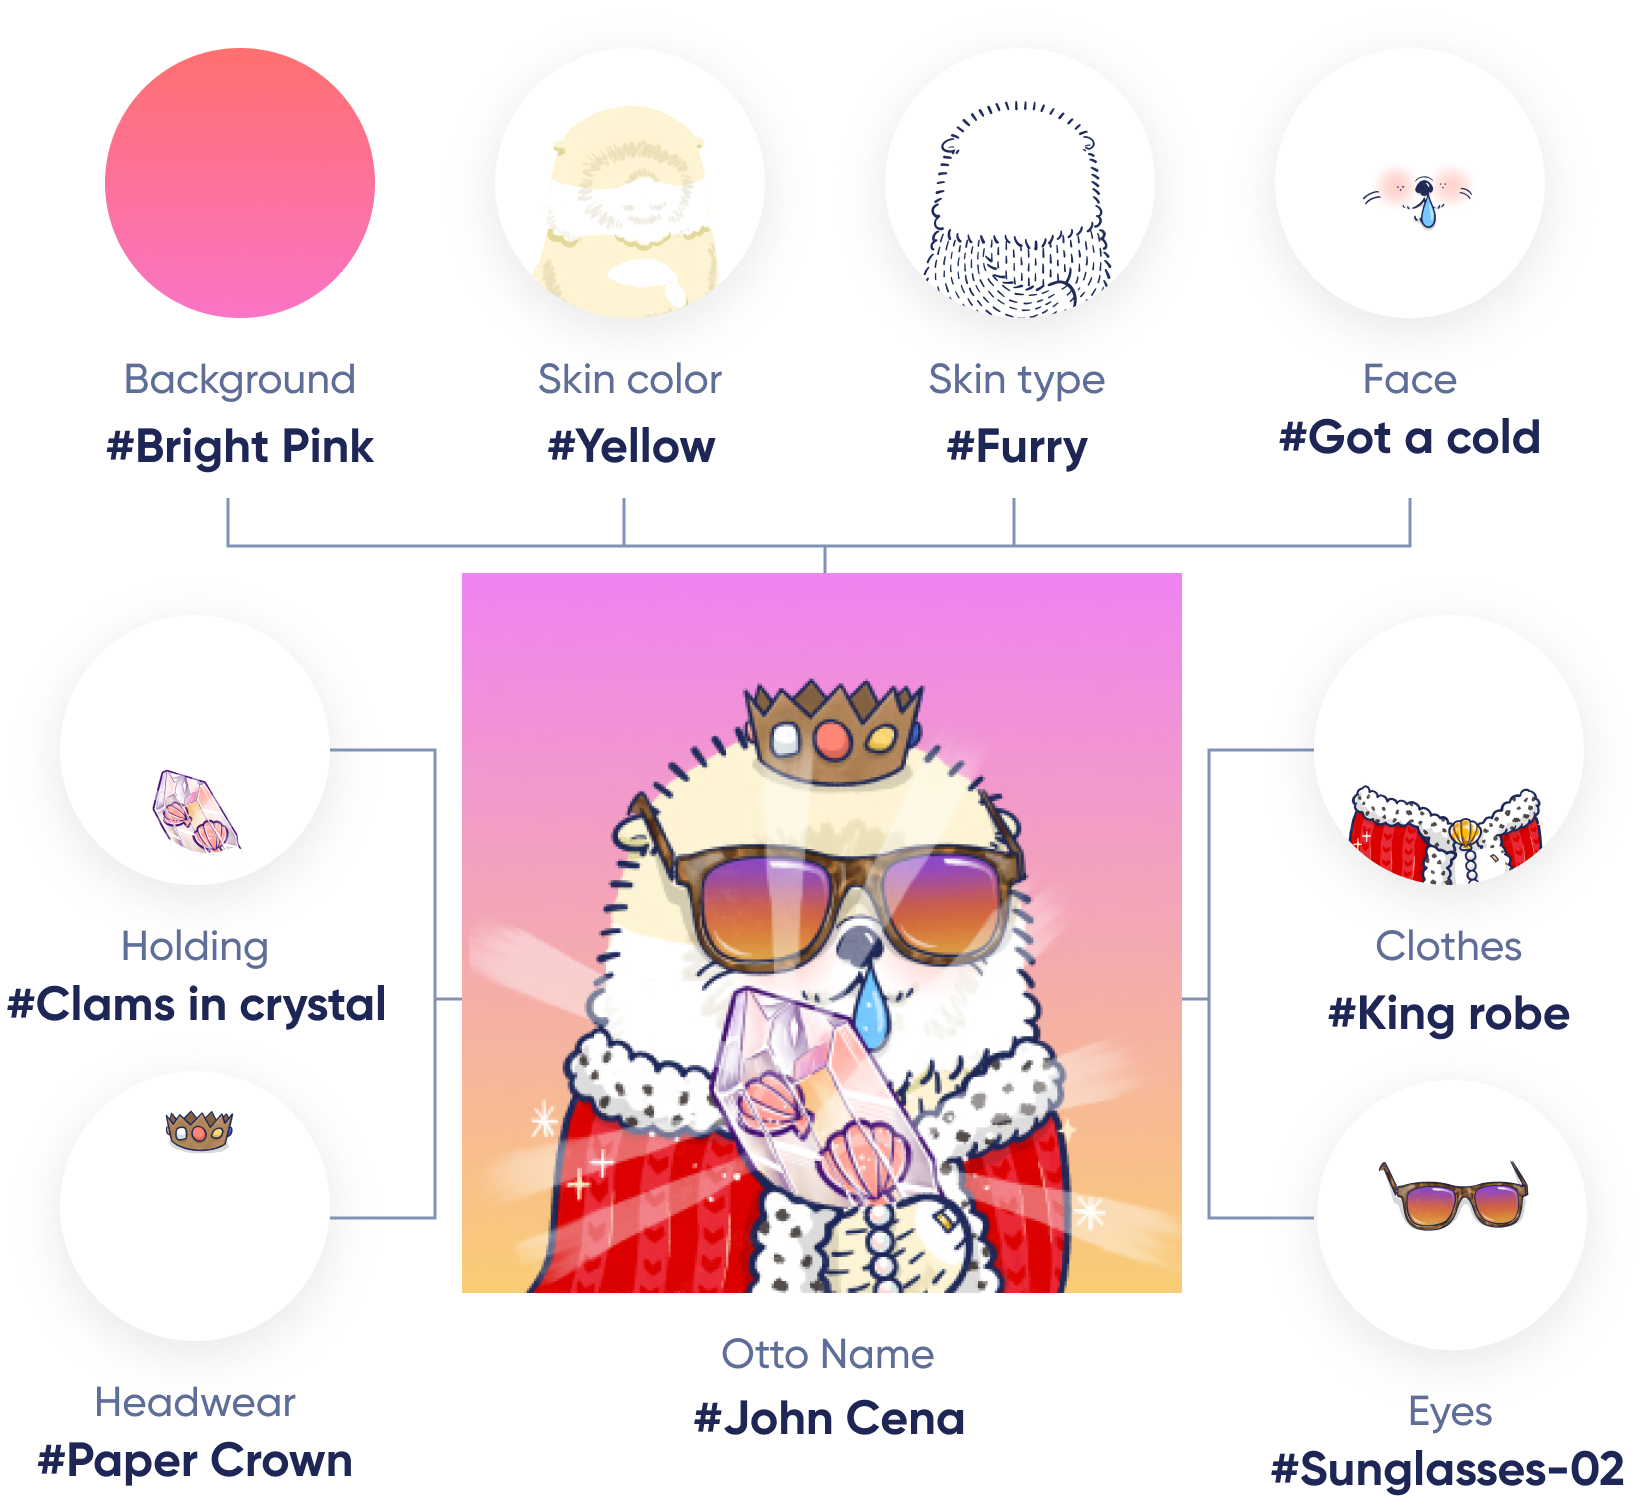 Background
#Bright Pink
Skin color
#Yellow
Skin type
#Furry
Face
#Got a cold
Holding
#Clams in crystal
Clothes
#King robe
Headwear
#Paper Crown
Otto Name
#John Cena
Eyes
#Sunglasses-02